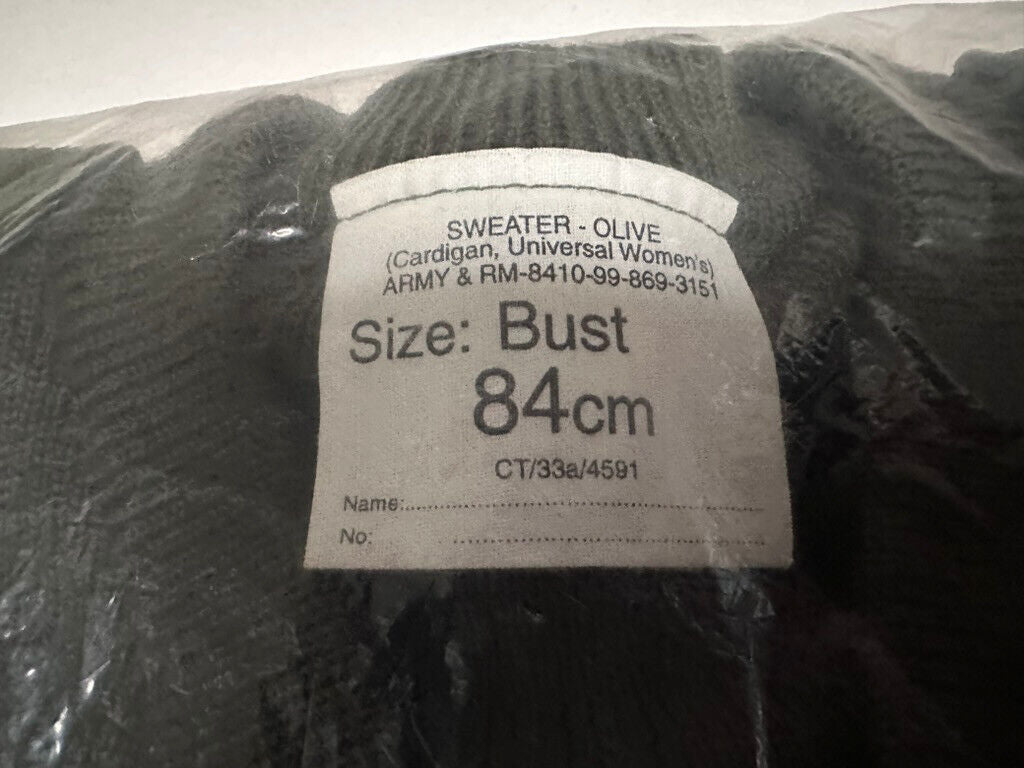 SWEATER - OLIVE
(Cardigan, Universal Women's)
ARMY & RM-8410-99-869-3151
Size: Bust
84cm
CT/33a/4591
Name:
No: